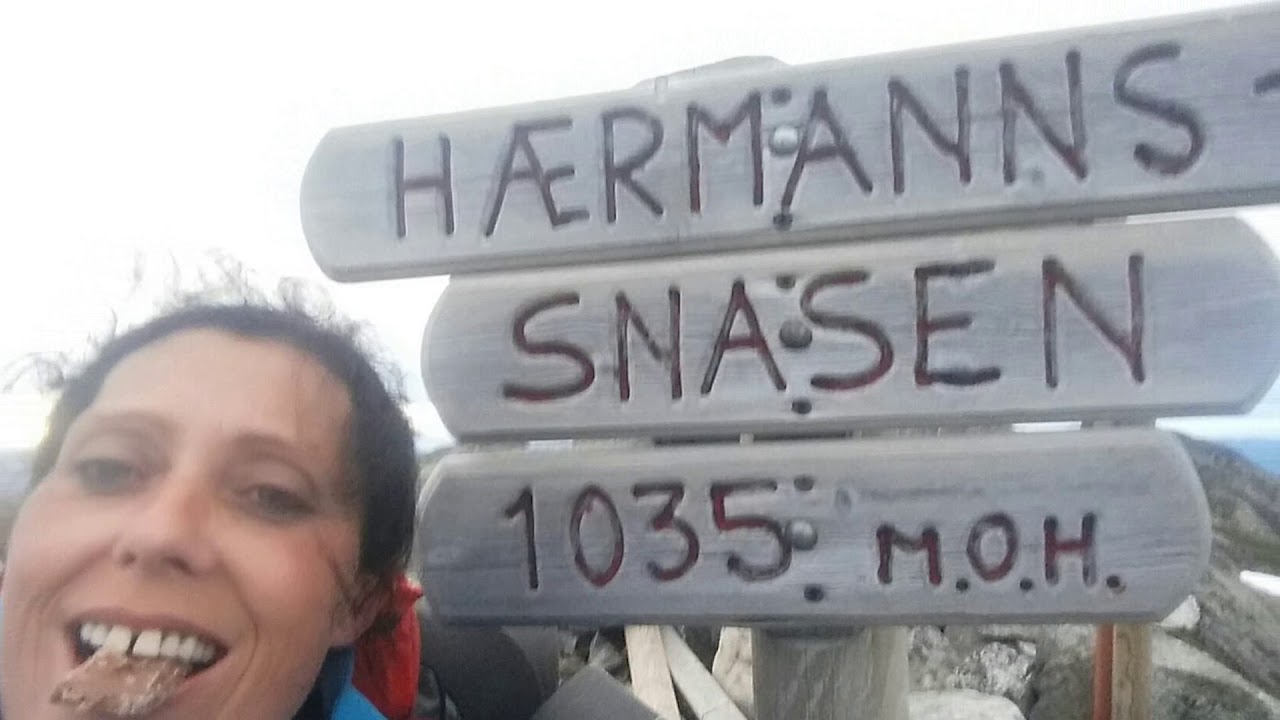 HÆRMANNS-
SNASEN
1035 M.O.H.